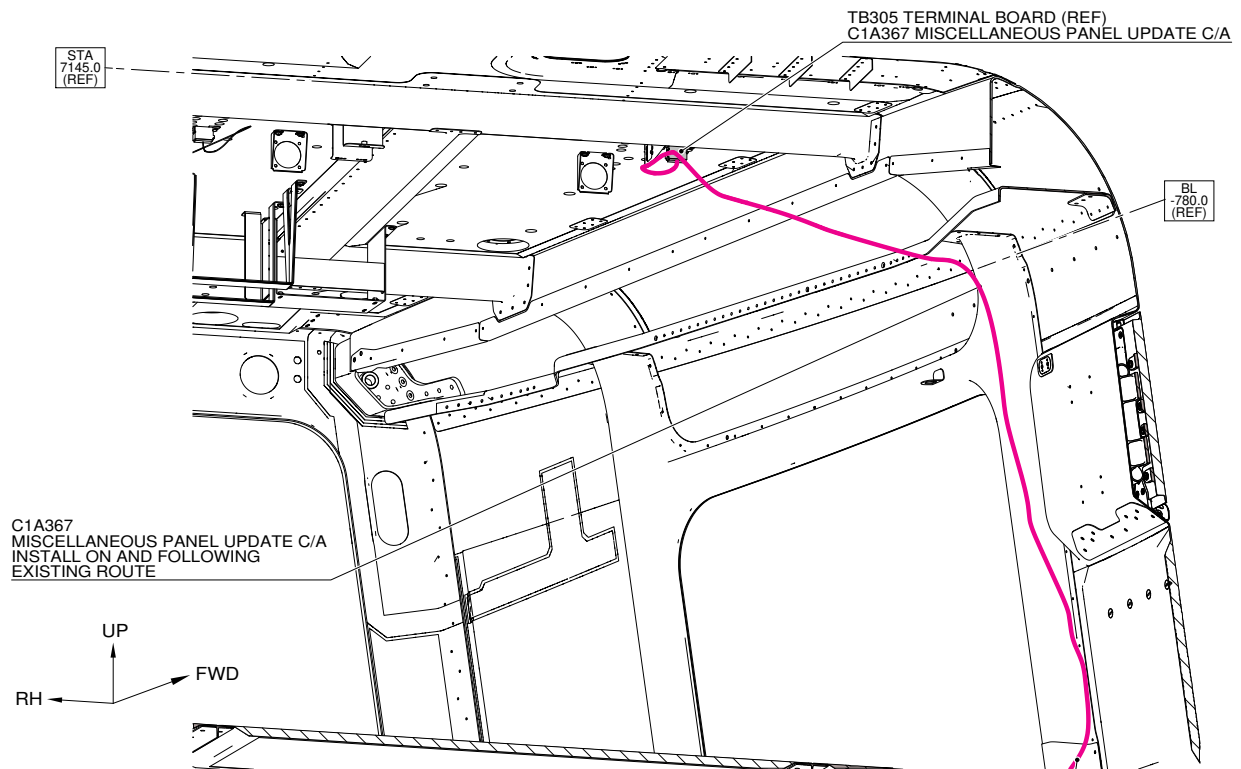 TB305 TERMINAL BOARD (REF)
C1A367 MISCELLANEOUS PANEL UPDATE C/A
STA
7145.0
(REF)
BL
-780.0
(REF)
C1A367
MISCELLANEOUS PANEL UPDATE C/A
INSTALL ON AND FOLLOWING
EXISTING ROUTE
UP
FWD
RH